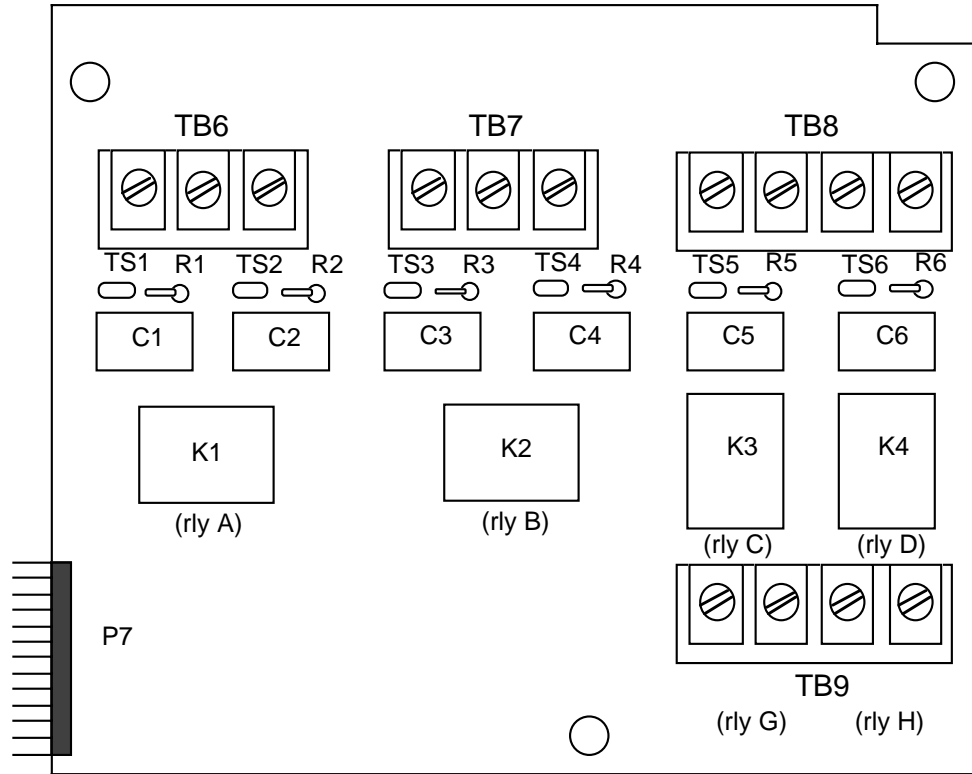 TB6 TB7 TB8
TS1 R1 TS2 R2 TS3 R3 TS4 R4 TS5 R5 TS6 R6
C1 C2 C3 C4 C5 C6
K1 K2 K3 K4
(rly A) (rly B) (rly C) (rly D)
P7
TB9
(rly G) (rly H)